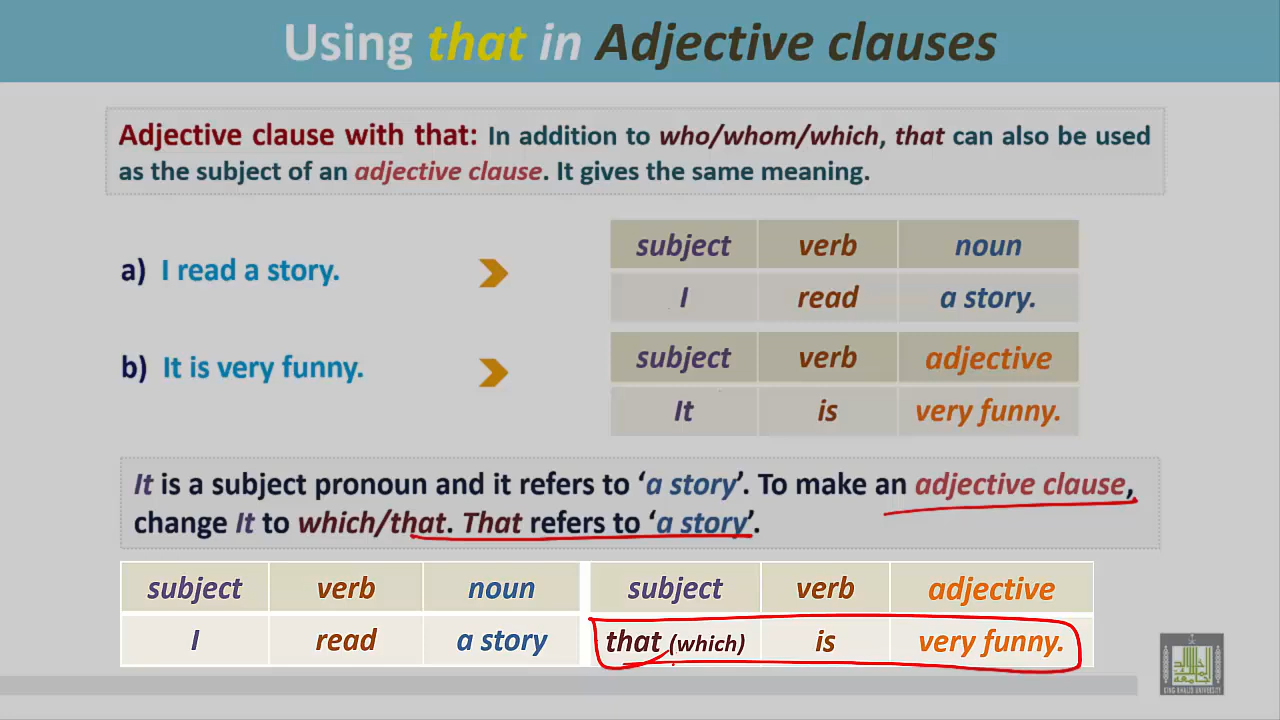 Using that in Adjective clauses
Adjective clause with that: In addition to who/whom/which, that can also be used
as the subject of an adjective clause. It gives the same meaning.
a) I read a story.
subject verb noun
I read a story.
b) It is very funny.
subject verb adjective
It is very funny.
It is a subject pronoun and it refers to ‘a story’. To make an adjective clause,
change It to which/that. That refers to ‘a story’.
subject verb noun subject verb adjective
I read a story that (which) is very funny.
KING KHALID UNIVERSITY